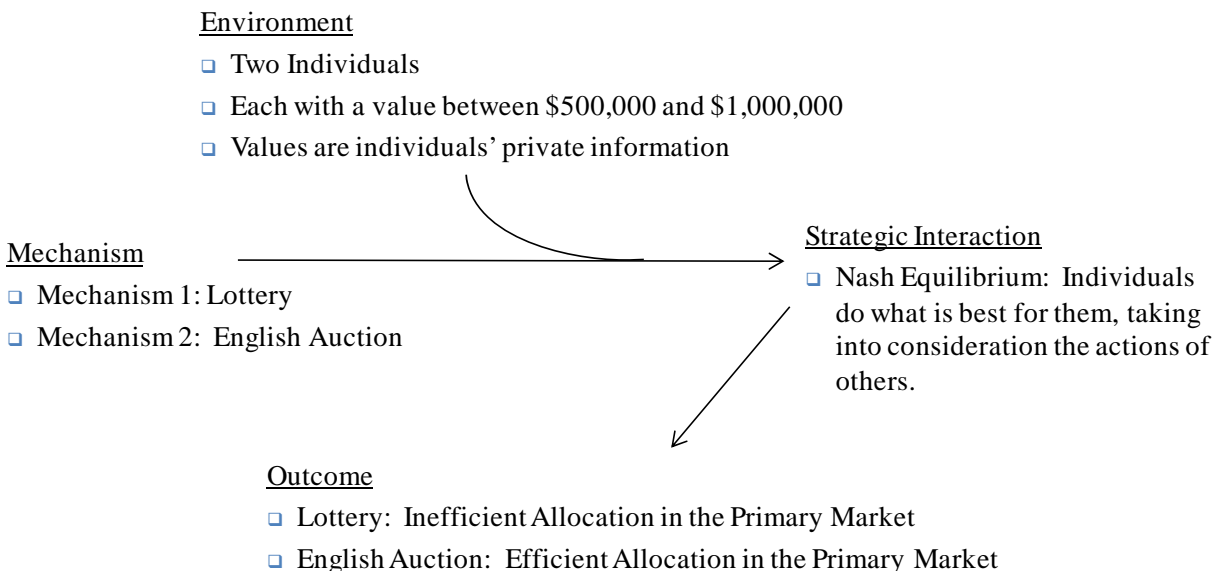 Environment
❑ Two Individuals
❑ Each with a value between $500,000 and $1,000,000
❑ Values are individuals' private information
Mechanism
❑ Mechanism 1: Lottery
❑ Mechanism 2: English Auction
Strategic Interaction
❑ Nash Equilibrium: Individuals
do what is best for them, taking
into consideration the actions of
others.
Outcome
❑ Lottery: Inefficient Allocation in the Primary Market
❑ English Auction: Efficient Allocation in the Primary Market